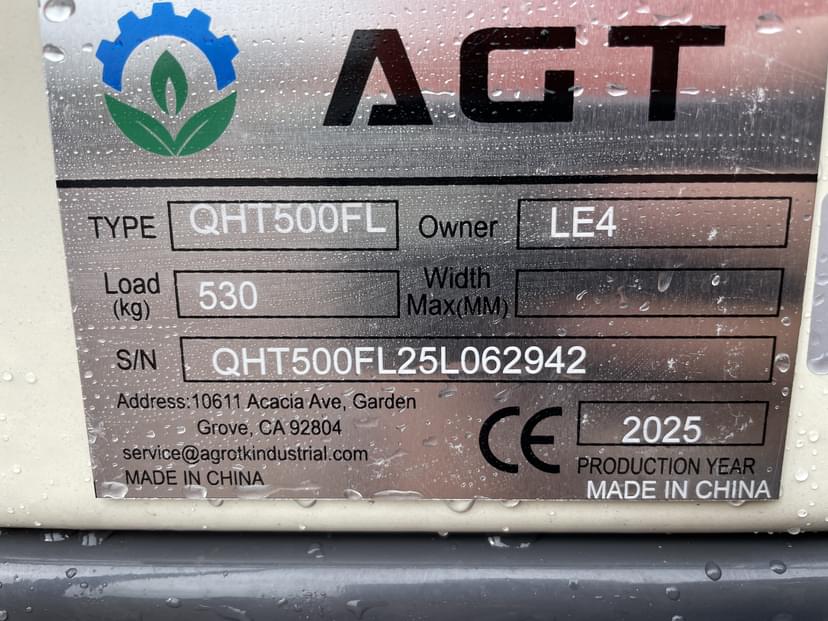 AGT
TYPE QHT500FL Owner LE4
Load (kg) 530 Width Max(MM)
S/N QHT500FL25L062942
Address:10611 Acacia Ave, Garden
Grove, CA 92804
service@agrotkindustrial.com
MADE IN CHINA
CE 2025
PRODUCTION YEAR
MADE IN CHINA